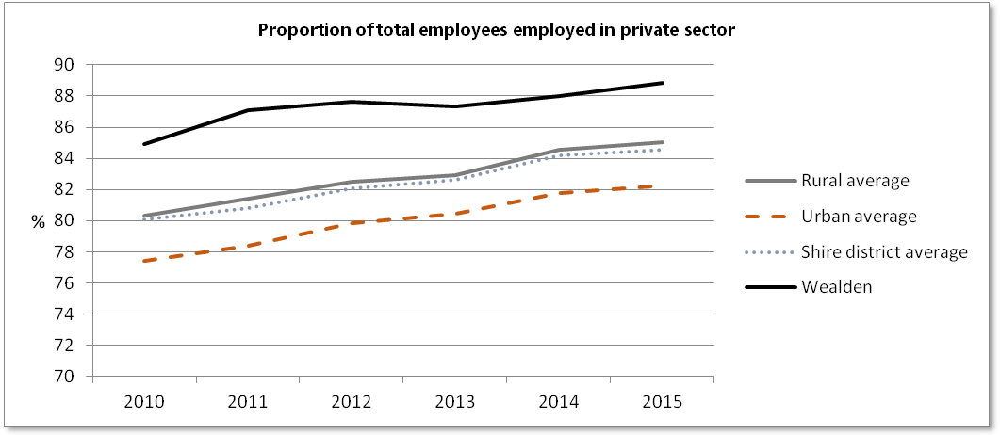 Proportion of total employees employed in private sector
90
88
86
84
82
80
78
76
74
72
70
%
2010 2011 2012 2013 2014 2015
Rural average
Urban average
Shire district average
Wealden